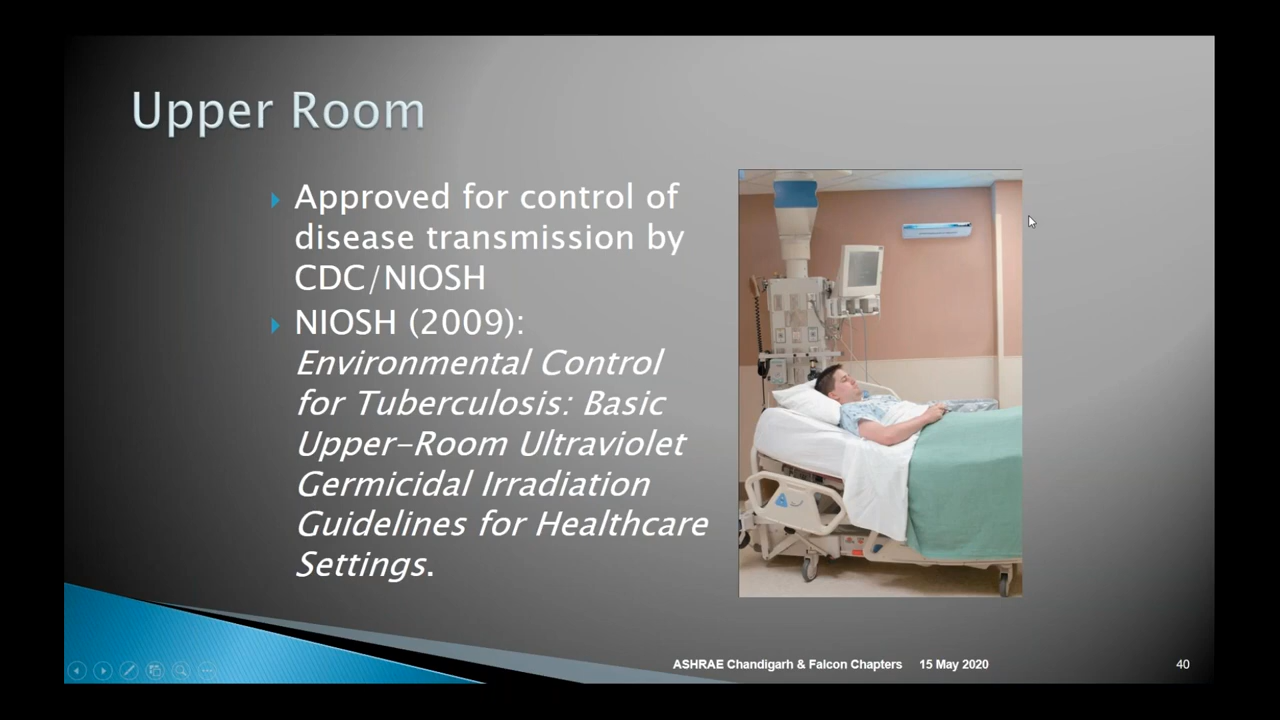 Upper Room
Approved for control of
disease transmission by
CDC/NIOSH
NIOSH (2009):
Environmental Control
for Tuberculosis: Basic
Upper-Room Ultraviolet
Germicidal Irradiation
Guidelines for Healthcare
Settings.
ASHRAE Chandigarh & Falcon Chapters 15 May 2020
40